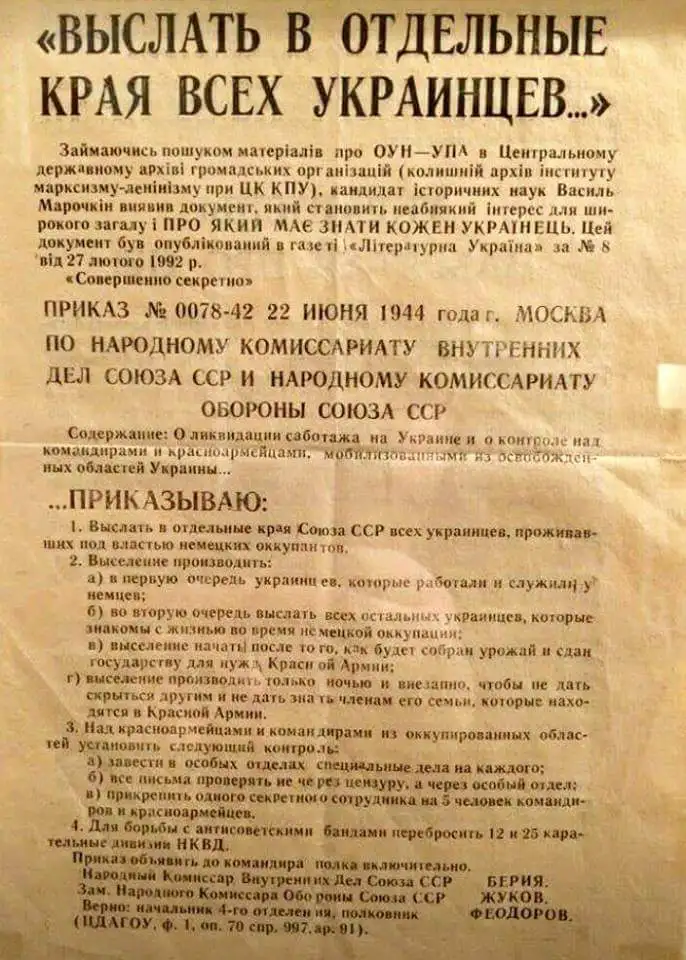 «ВЫСЛАТЬ В ОТДЕЛЬНЫЕ
КРАЯ ВСЕХ УКРАИНЦЕВ...»
Займаючись пошуком матеріалів про ОУН—УПА в Центральному
державному архіві громадських організацій (колишній архів інституту
марксизму-ленінізму при ЦК КПУ), кандидат історичних наук Василь
Марочкін виявив документ, який становить неабиякий інтерес для ши-
рокого загалу і ПРО ЯКИЙ МАЄ ЗНАТИ КОЖЕН УКРАЇНЕЦЬ. Цей
документ був опублікований в газеті «Літературна Україна» за № 8
від 27 лютого 1992 р.
«Совершенно секретно»
ПРИКАЗ № 0078-42 22 ИЮНЯ 1944 года г. МОСКВА
ПО НАРОДНОМУ КОМИССАРИАТУ ВНУТРЕННИХ
ДЕЛ СОЮЗА ССР И НАРОДНОМУ КОМИССАРИАТУ
ОБОРОНЫ СОЮЗА ССР
Содержание: О ликвидации саботажа на Украине и о контроле над
командирами и красноармейцами, мобилизованными из освобожден-
ных областей Украины...
...ПРИКАЗЫВАЮ:
1. Выслать в отдельные края Союза ССР всех украинцев, проживав-
ших под властью немецких оккупантов.
2. Выселение производить:
а) в первую очередь украинцев, которые работали и служили у
немцев;
б) во вторую очередь выслать всех остальных украинцев, которые
знакомы с жизнью во время немецкой оккупации;
в) выселение начать после того, как будет собран урожай и сдан
государству для нужд Красной Армии;
г) выселение производить только ночью и внезапно, чтобы не дать
скрыться другим и не дать знать членам его семьи, которые нахо-
дятся в Красной Армии.
3. Над красноармейцами и командирами из оккупированных облас-
тей установить следующий контроль:
а) завести в особых отделах специальные дела на каждого;
б) все письма проверять не через цензуру, а через особый отдел;
в) прикрепить одного секретного сотрудника на 5 человек команди-
ров и красноармейцев.
4. Для борьбы с антисоветскими бандами перебросить 12 и 25 кара-
тельные дивизии НКВД.
Приказ объявить до командира полка включительно.
Народный Комиссар Внутренних Дел Союза ССР БЕРИЯ.
Зам. Народного Комиссара Обороны Союза ССР ЖУКОВ.
Верно: начальник 4-го отделения, полковник ФЕОДОРОВ.
(ЦДАГОУ, ф. 1, оп. 70 спр. 997, ар. 91).